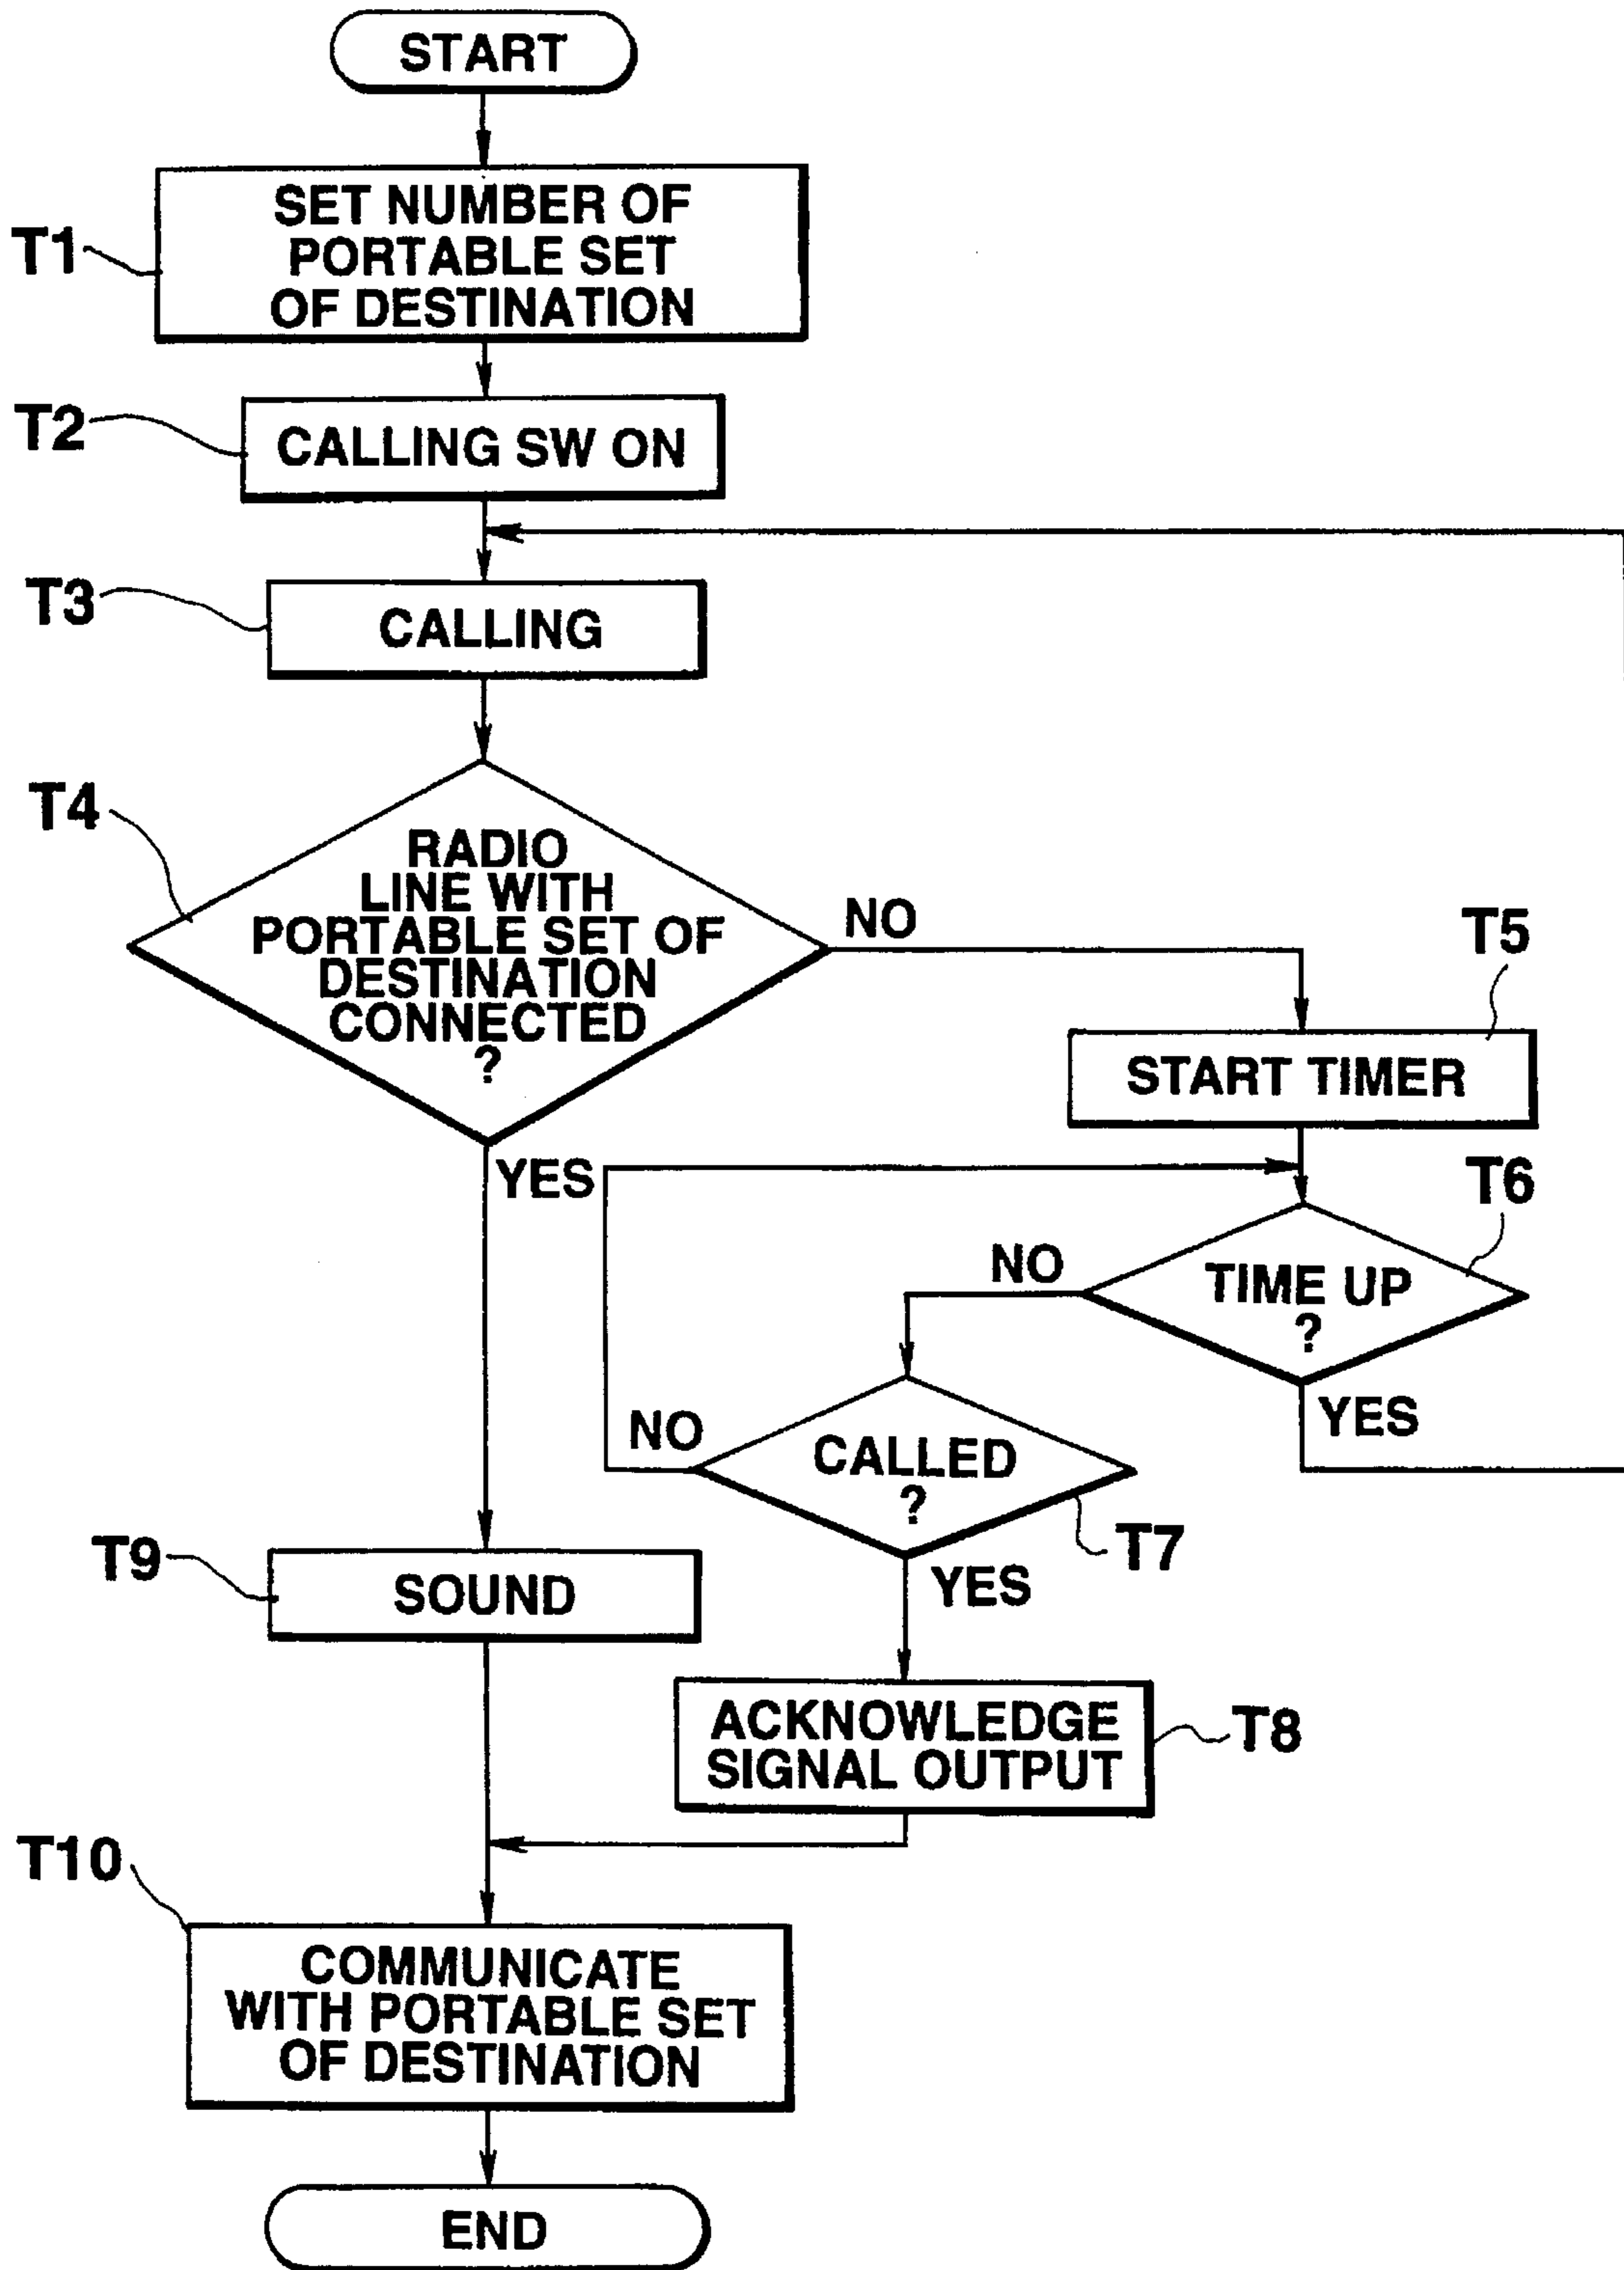 START
T1
SET NUMBER OF
PORTABLE SET
OF DESTINATION
T2
CALLING SW ON
T3
CALLING
T4
RADIO
LINE WITH
PORTABLE SET OF
DESTINATION
CONNECTED
?
NO
YES
T5
START TIMER
T6
TIME UP
?
NO
YES
CALLED
?
NO
T7
YES
T9
SOUND
ACKNOWLEDGE
SIGNAL OUTPUT
T8
T10
COMMUNICATE
WITH PORTABLE SET
OF DESTINATION
END